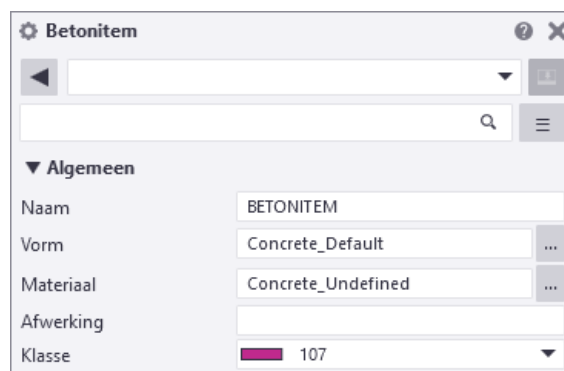 Betonitem
Algemeen
Naam BETONITEM
Vorm Concrete_Default ...
Materiaal Concrete_Undefined ...
Afwerking
Klasse 107